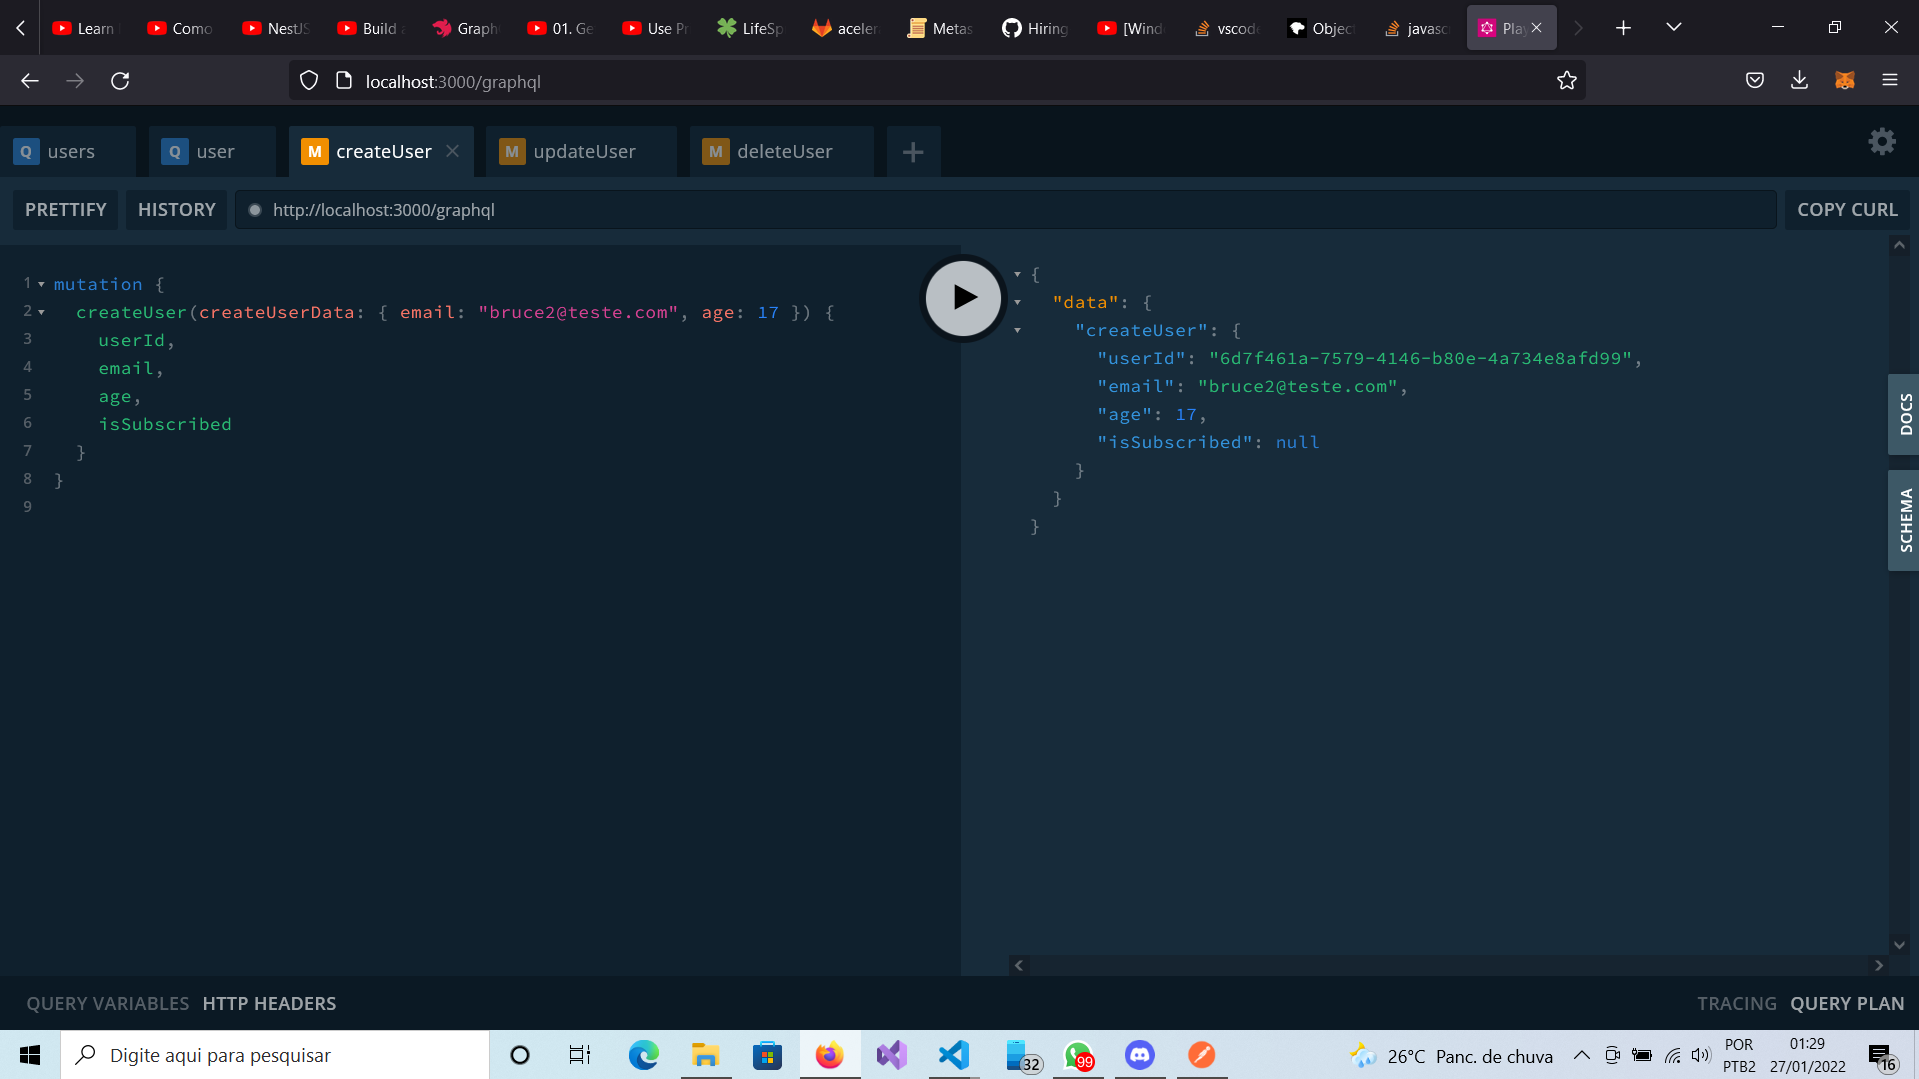 Learn Como NestJS Build a Graph 01. Ge Use Pr LifeSp aceler Metas Hiring [Wind vscode Object javasc Play
localhost:3000/graphql
Q users Q user M createUser M updateUser M deleteUser
PRETTIFY HISTORY http://localhost:3000/graphql COPY CURL
1 mutation {
2 createUser(createUserData: { email: "bruce2@teste.com", age: 17 }) {
3 userId,
4 email,
5 age,
6 isSubscribed
7 }
8 }
9
{
"data": {
"createUser": {
"userId": "6d7f461a-7579-4146-b80e-4a734e8afd99",
"email": "bruce2@teste.com",
"age": 17,
"isSubscribed": null
}
}
}
DOCS
SCHEMA
QUERY VARIABLES HTTP HEADERS TRACING QUERY PLAN
Digite aqui para pesquisar 32 99 26°C Panc. de chuva POR 01:29
PTB2 27/01/2022 16